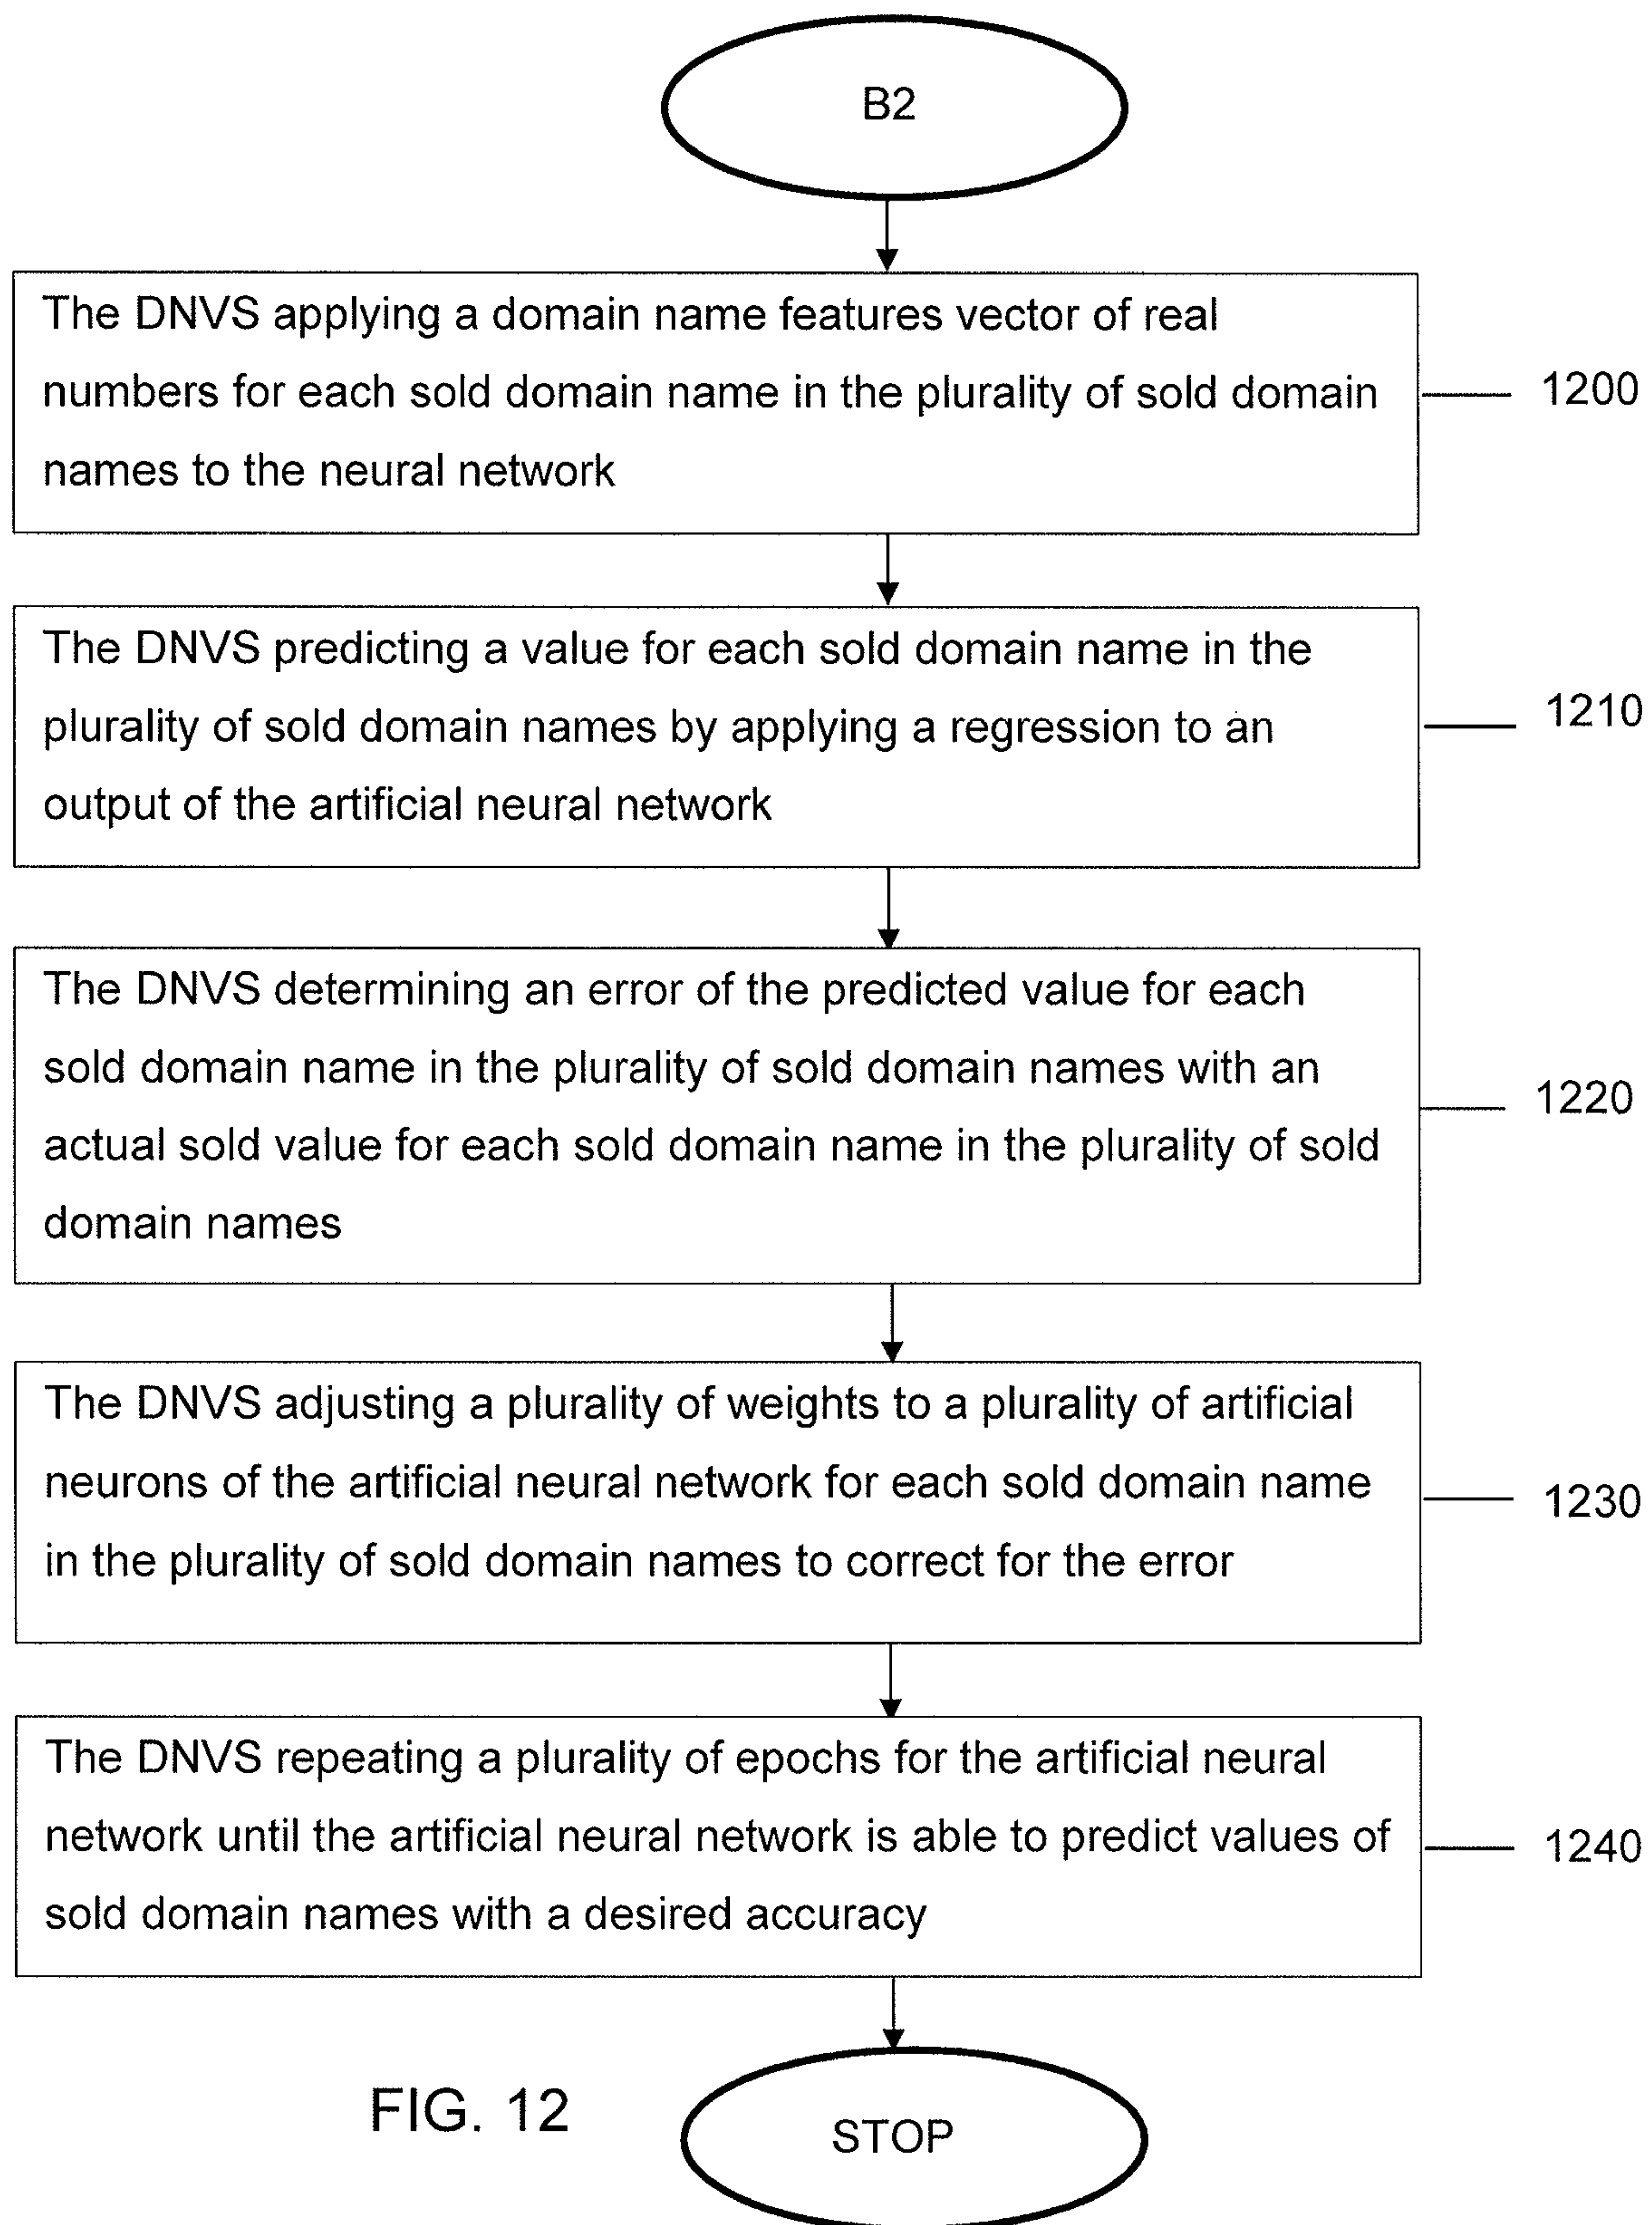 B2
The DNVS applying a domain name features vector of real
numbers for each sold domain name in the plurality of sold domain
names to the neural network
1200
The DNVS predicting a value for each sold domain name in the
plurality of sold domain names by applying a regression to an
output of the artificial neural network
1210
The DNVS determining an error of the predicted value for each
sold domain name in the plurality of sold domain names with an
actual sold value for each sold domain name in the plurality of sold
domain names
1220
The DNVS adjusting a plurality of weights to a plurality of artificial
neurons of the artificial neural network for each sold domain name
in the plurality of sold domain names to correct for the error
1230
The DNVS repeating a plurality of epochs for the artificial neural
network until the artificial neural network is able to predict values of
sold domain names with a desired accuracy
1240
FIG. 12
STOP